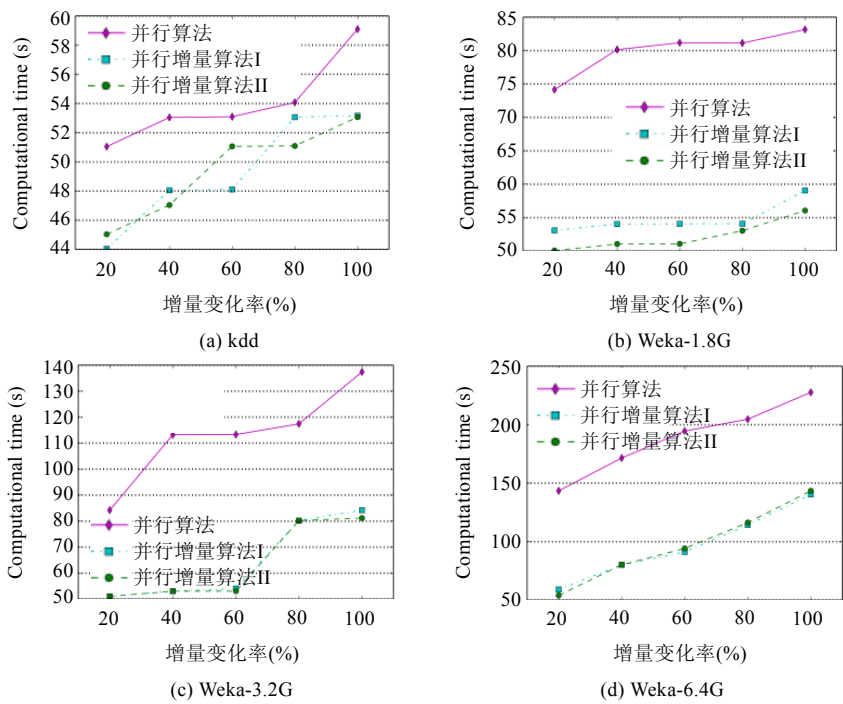 60
58
56
54
52
50
48
46
44
Computational time (s)
并行算法
并行增量算法I
并行增量算法II
20 40 60 80 100
增量变化率(%)
(a) kdd
85
80
75
70
65
60
55
50
Computational time (s)
并行算法
并行增量算法I
并行增量算法II
20 40 60 80 100
增量变化率(%)
(b) Weka-1.8G
140
130
120
110
100
90
80
70
60
50
Computational time (s)
并行算法
并行增量算法I
并行增量算法II
20 40 60 80 100
增量变化率(%)
(c) Weka-3.2G
250
200
150
100
50
Computational time (s)
并行算法
并行增量算法I
并行增量算法II
20 40 60 80 100
增量变化率(%)
(d) Weka-6.4G